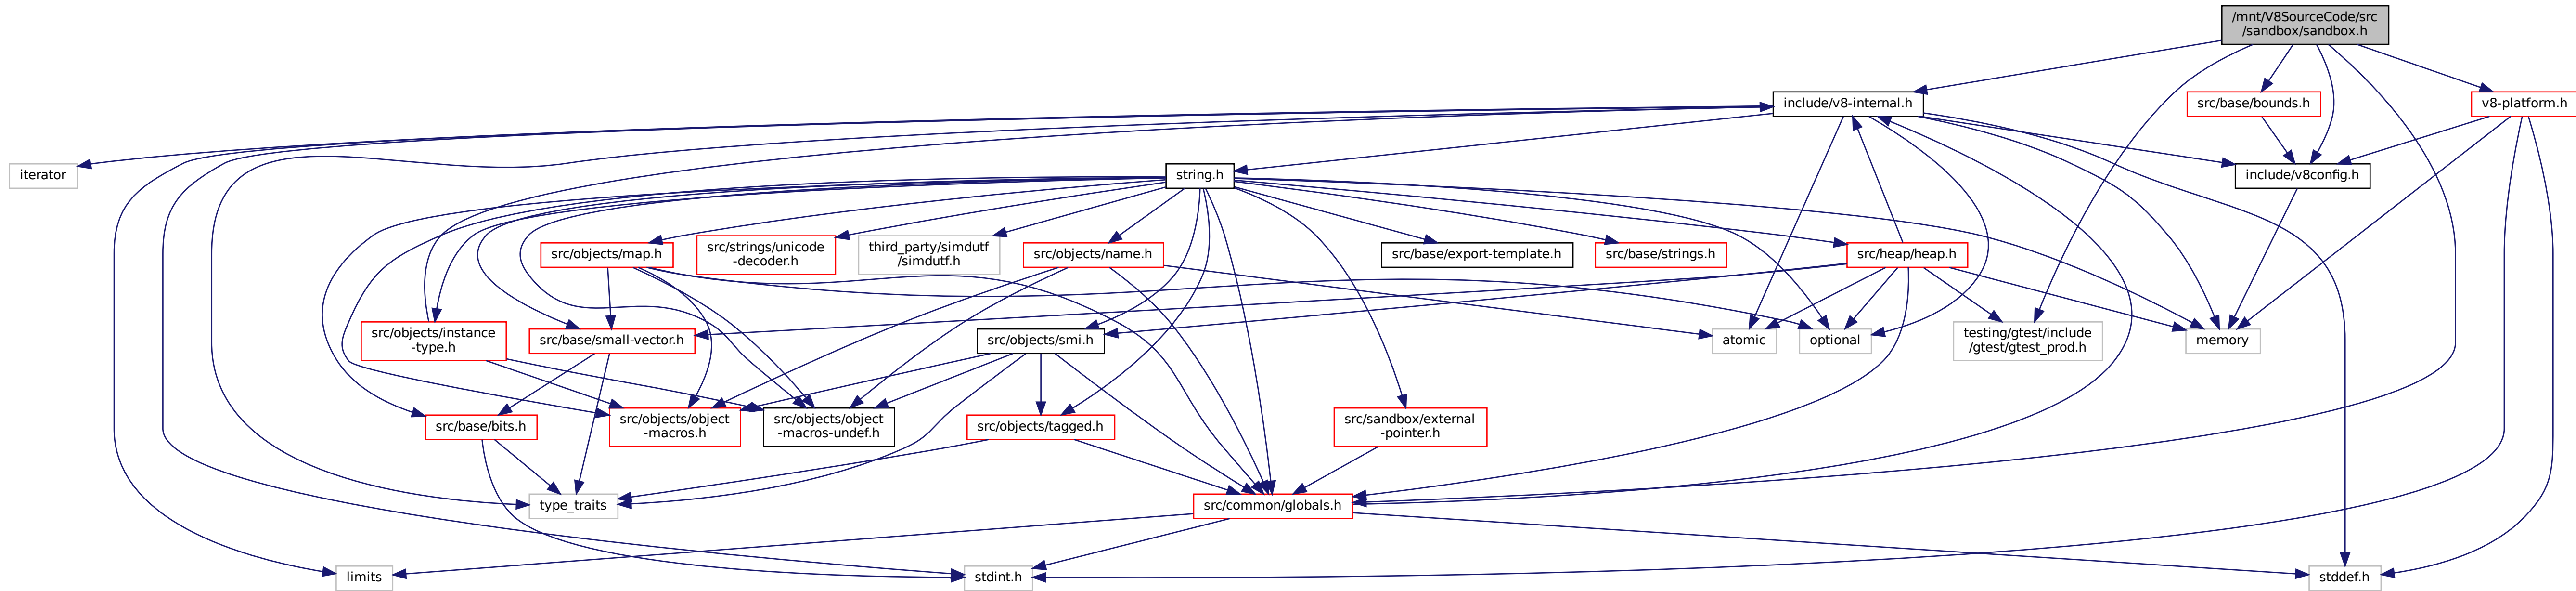 /mnt/V8SourceCode/src
/sandbox/sandbox.h
include/v8-internal.h
src/base/bounds.h
v8-platform.h
iterator
string.h
include/v8config.h
src/objects/map.h
src/strings/unicode
-decoder.h
third_party/simdutf
/simdutf.h
src/objects/name.h
src/base/export-template.h
src/base/strings.h
src/heap/heap.h
src/objects/instance
-type.h
src/base/small-vector.h
src/objects/smi.h
atomic
optional
testing/gtest/include
/gtest/gtest_prod.h
memory
src/base/bits.h
src/objects/object
-macros.h
src/objects/object
-macros-undef.h
src/objects/tagged.h
src/sandbox/external
-pointer.h
type_traits
src/common/globals.h
limits
stdint.h
stddef.h